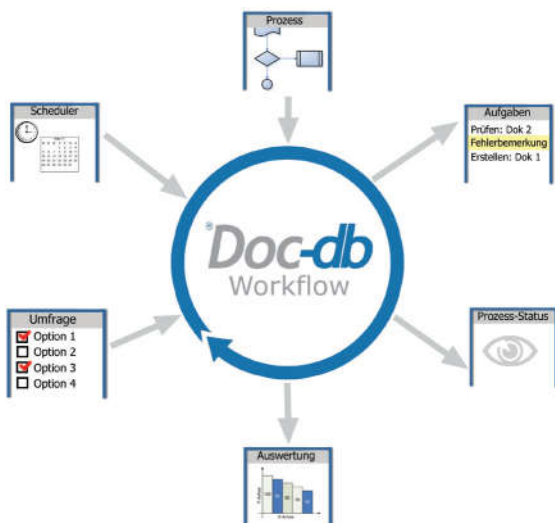 Prozess
Scheduler
Aufgaben
Prüfen: Dok 2
Fehlerbemerkung
Erstellen: Dok 1
®Doc-db
Workflow
Umfrage
Option 1
Option 2
Option 3
Option 4
Prozess-Status
Auswertung